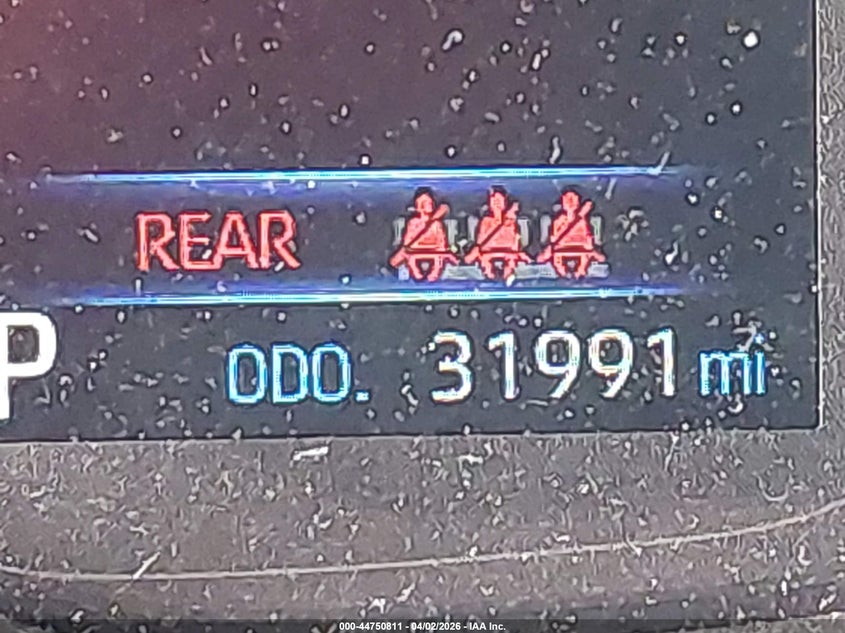 REAR
P
ODO. 31991 mi
000-44750811 - 04/02/2026 - IAA Inc.